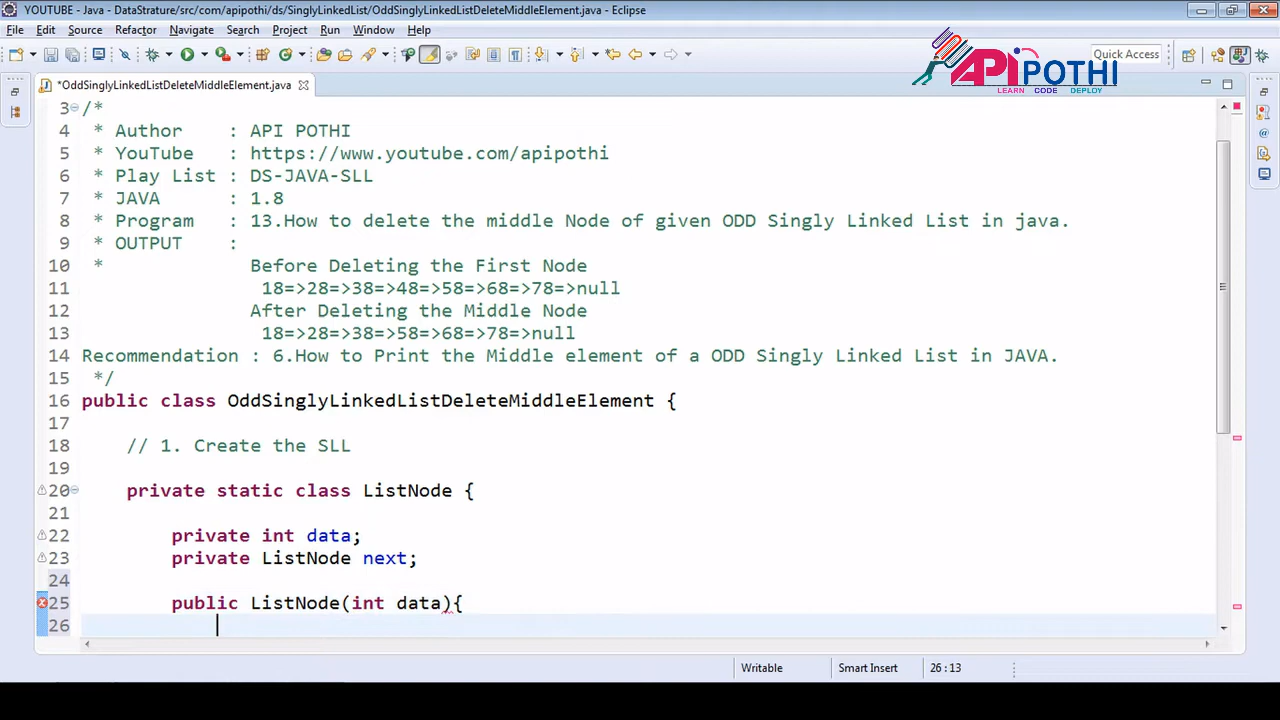 YOUTUBE - Java - DataStrature/src/com/apipothi/ds/SinglyLinkedList/OddSinglyLinkedListDeleteMiddleElement.java - Eclipse
File Edit Source Refactor Navigate Search Project Run Window Help
Quick Access
APIPOTHI
LEARN CODE DEPLOY
*OddSinglyLinkedListDeleteMiddleElement.java
3 /*
4 * Author : API POTHI
5 * YouTube : https://www.youtube.com/apipothi
6 * Play List : DS-JAVA-SLL
7 * JAVA : 1.8
8 * Program : 13.How to delete the middle Node of given ODD Singly Linked List in java.
9 * OUTPUT :
10 * Before Deleting the First Node
11 18=>28=>38=>48=>58=>68=>78=>null
12 After Deleting the Middle Node
13 18=>28=>38=>58=>68=>78=>null
14 Recommendation : 6.How to Print the Middle element of a ODD Singly Linked List in JAVA.
15 */
16 public class OddSinglyLinkedListDeleteMiddleElement {
17
18 // 1. Create the SLL
19
20 private static class ListNode {
21
22 private int data;
23 private ListNode next;
24
25 public ListNode(int data){
26
Writable Smart Insert 26 : 13